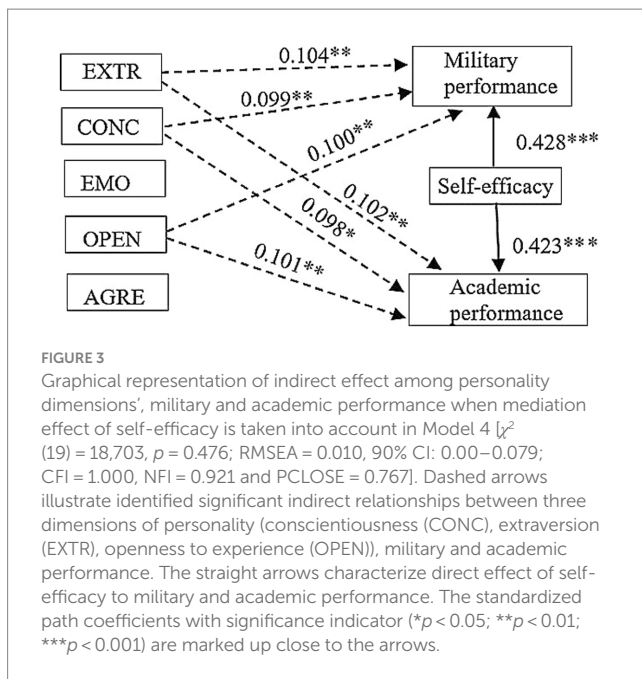 EXTR
CONC
EMO
OPEN
AGRE
0.104**
0.099**
0.100**
0.102**
0.098*
0.101**
Military
performance
0.428***
Self-efficacy
0.423***
Academic
performance
FIGURE 3
Graphical representation of indirect effect among personality
dimensions’, military and academic performance when mediation
effect of self-efficacy is taken into account in Model 4 [χ²
(19) = 18,703, p = 0.476; RMSEA = 0.010, 90% CI: 0.00–0.079;
CFI = 1.000, NFI = 0.921 and PCLOSE = 0.767]. Dashed arrows
illustrate identified significant indirect relationships between three
dimensions of personality (conscientiousness (CONC), extraversion
(EXTR), openness to experience (OPEN)), military and academic
performance. The straight arrows characterize direct effect of self-
efficacy to military and academic performance. The standardized
path coefficients with significance indicator (*p < 0.05; **p < 0.01;
***p < 0.001) are marked up close to the arrows.